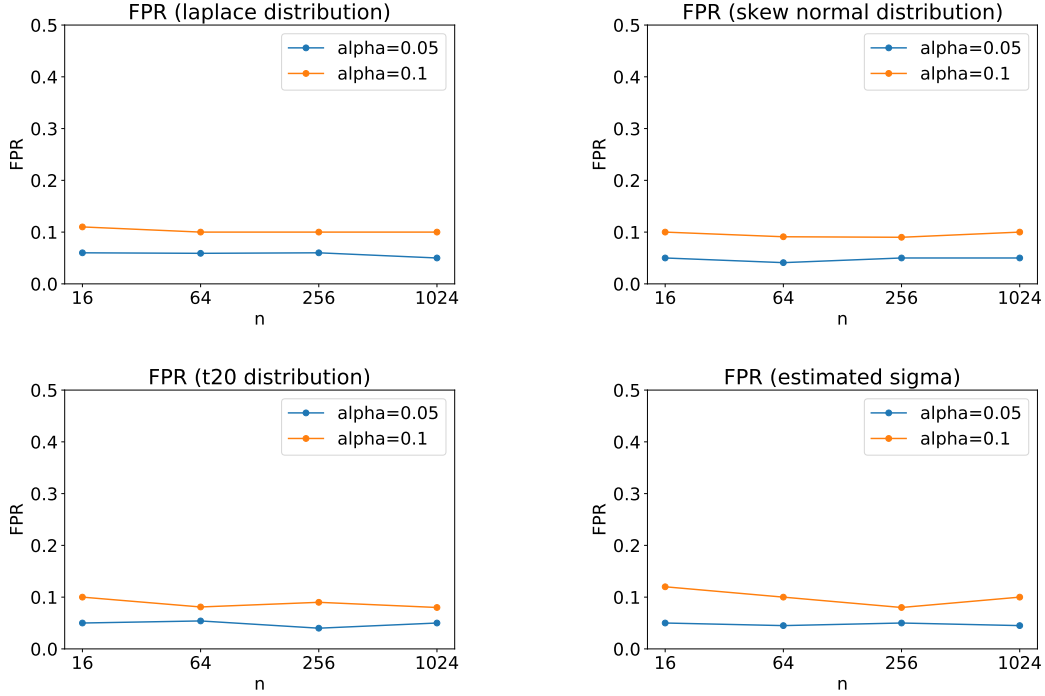 FPR (laplace distribution)
0.5
0.4
0.3
0.2
0.1
0.0
FPR
alpha=0.05
alpha=0.1
16 64 256 1024
n
FPR (skew normal distribution)
0.5
0.4
0.3
0.2
0.1
0.0
FPR
alpha=0.05
alpha=0.1
16 64 256 1024
n
FPR (t20 distribution)
0.5
0.4
0.3
0.2
0.1
0.0
FPR
alpha=0.05
alpha=0.1
16 64 256 1024
n
FPR (estimated sigma)
0.5
0.4
0.3
0.2
0.1
0.0
FPR
alpha=0.05
alpha=0.1
16 64 256 1024
n